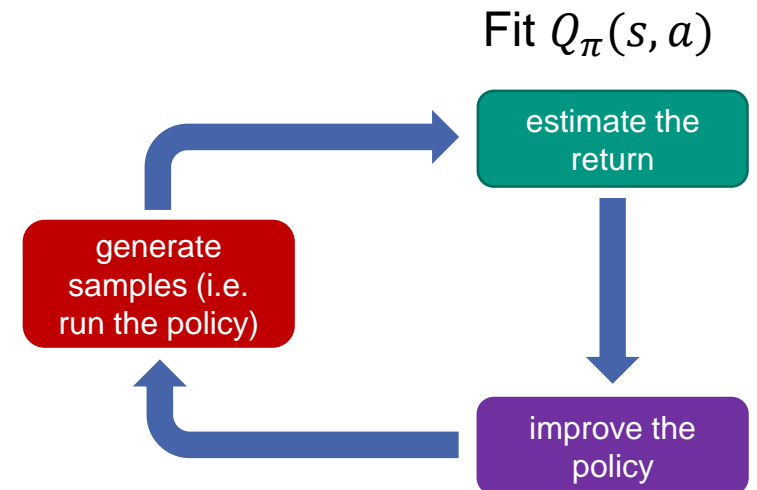 Fit 𝑄𝜋(𝑠, 𝑎)
estimate the
return
generate
samples (i.e.
run the policy)
improve the
policy